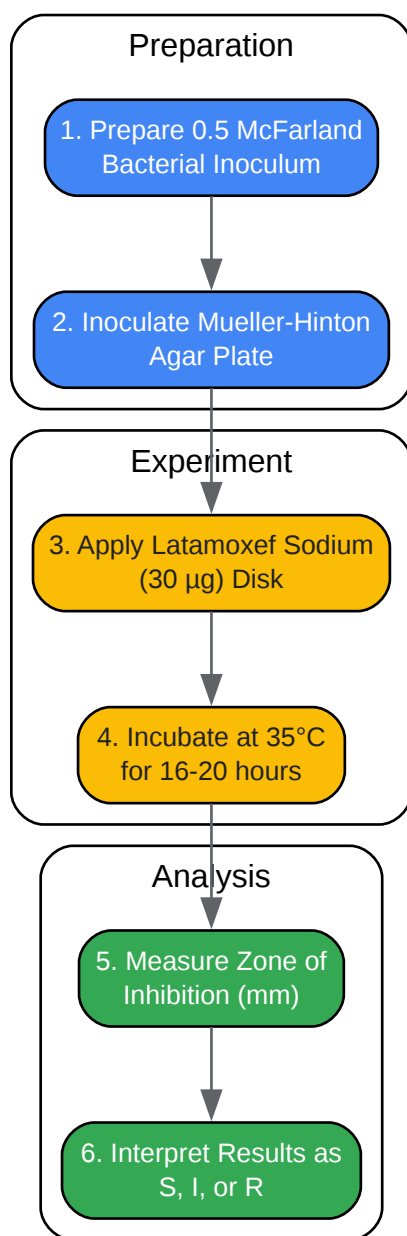 Preparation
1. Prepare 0.5 McFarland
Bacterial Inoculum
2. Inoculate Mueller-Hinton
Agar Plate
Experiment
3. Apply Latamoxef Sodium
(30 µg) Disk
4. Incubate at 35°C
for 16-20 hours
Analysis
5. Measure Zone of
Inhibition (mm)
6. Interpret Results as
S, I, or R